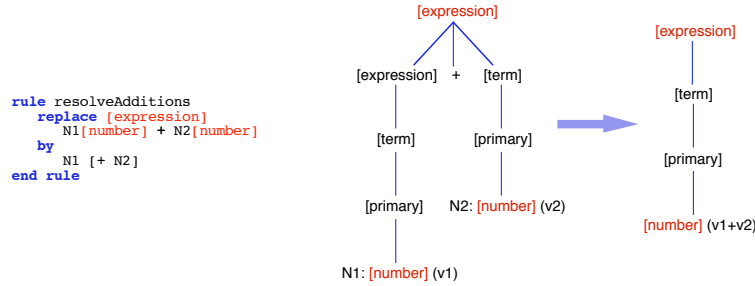 rule resolveAdditions
replace [expression]
N1[number] + N2[number]
by
N1 [+ N2]
end rule
[expression]
[expression] + [term]
[term] [primary]
[primary] N2: [number] (v2)
N1: [number] (v1)
[expression]
[term]
[primary]
[number] (v1+v2)